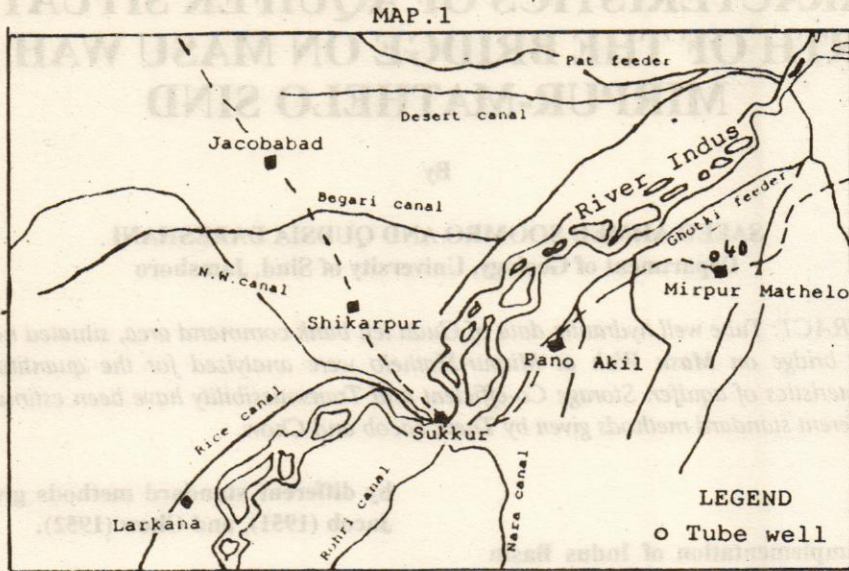 MAP.1
Pat feeder
Desert canal
Jacobabad
River Indus
Begari canal
Ghotki feeder
N.W. canal
40
Mirpur Mathelo
Shikarpur
Pano Akil
Rice canal
Sukkur
Larkana
Rohri canal
Nara canal
LEGEND
o Tube well